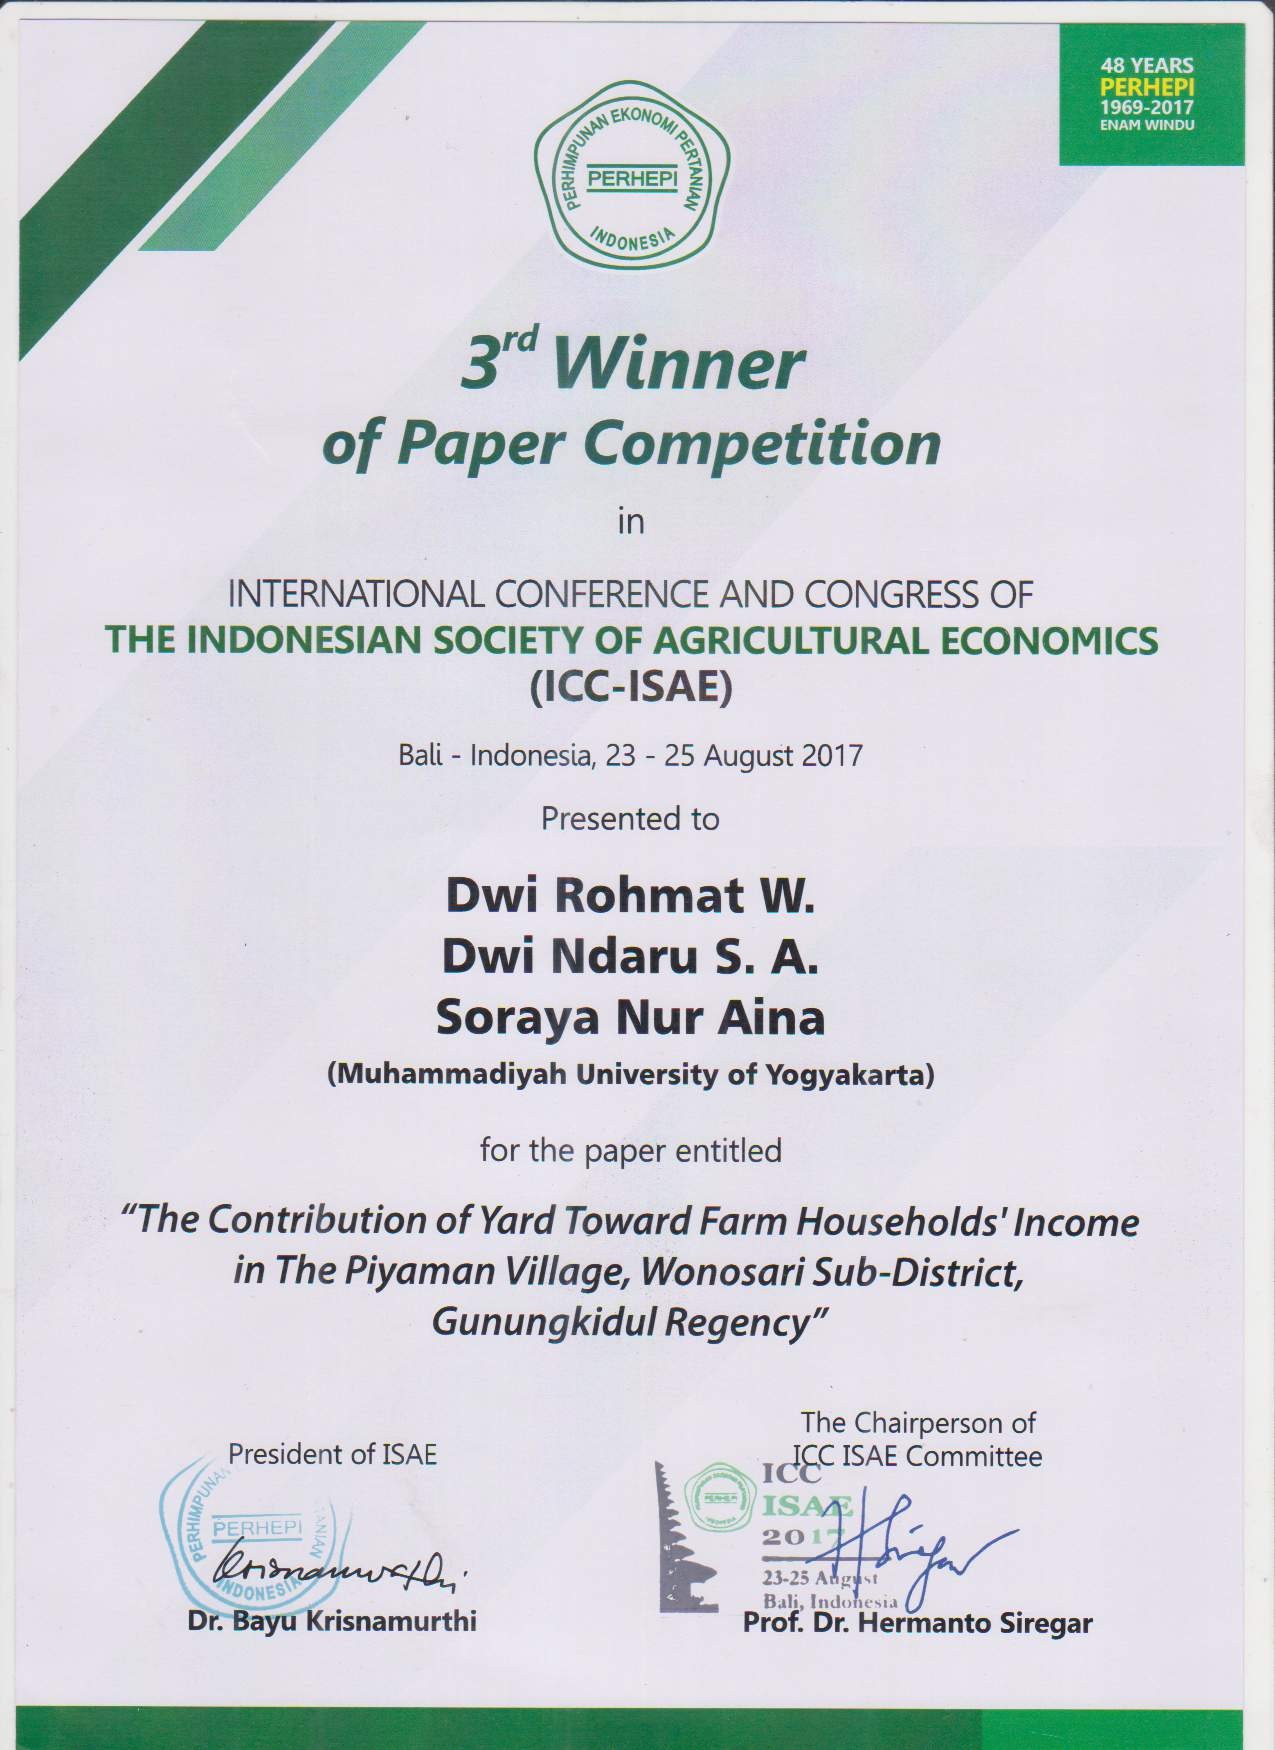 48 YEARS
PERHEPI
1969-2017
ENAM WINDU
PERHIMPUNAN EKONOMI PERTANIAN
PERHEPI
INDONESIA
3rd Winner
of Paper Competition
in
INTERNATIONAL CONFERENCE AND CONGRESS OF
THE INDONESIAN SOCIETY OF AGRICULTURAL ECONOMICS
(ICC-ISAE)
Bali - Indonesia, 23 - 25 August 2017
Presented to
Dwi Rohmat W.
Dwi Ndaru S. A.
Soraya Nur Aina
(Muhammadiyah University of Yogyakarta)
for the paper entitled
“The Contribution of Yard Toward Farm Households' Income
in The Piyaman Village, Wonosari Sub-District,
Gunungkidul Regency”
President of ISAE
PERHIMPUNAN
PERHEPI
INDONESIA
Dr. Bayu Krisnamurthi
The Chairperson of
ICC ISAE Committee
ICC
ISAE
2017
23-25 August
Bali, Indonesia
Prof. Dr. Hermanto Siregar